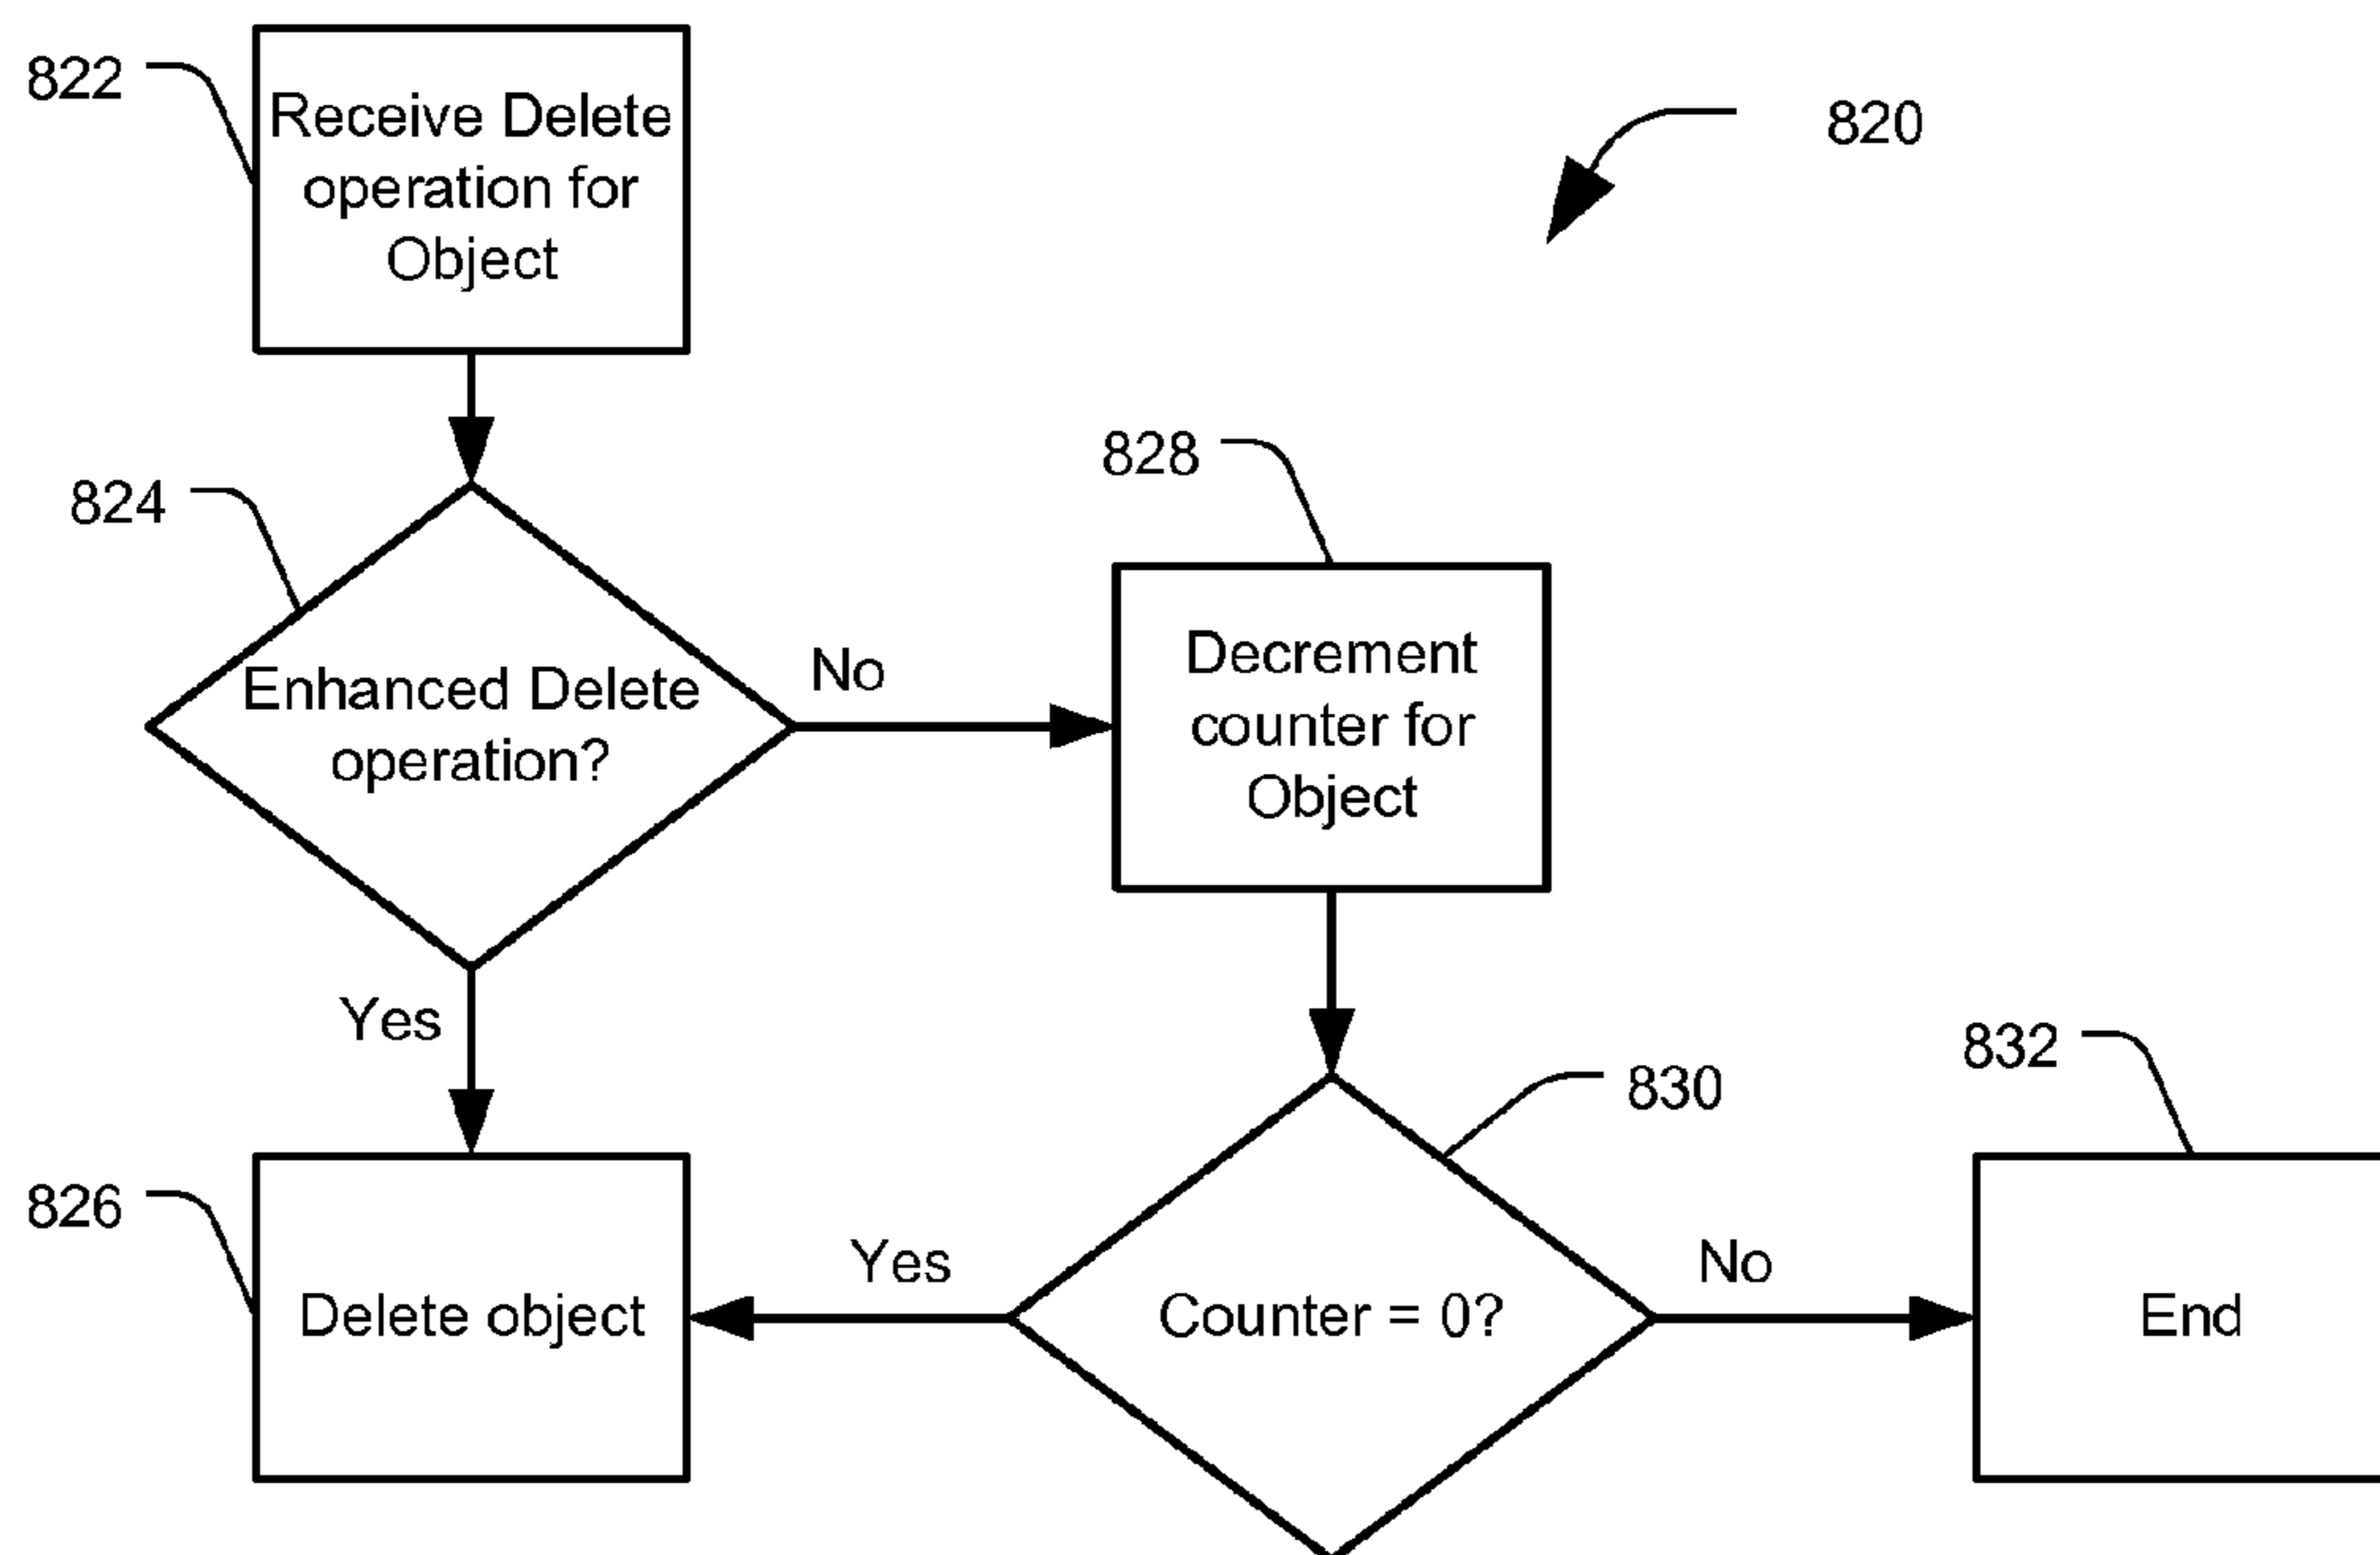 822
Receive Delete
operation for
Object
820
824
Enhanced Delete
operation?
No
Yes
828
Decrement
counter for
Object
826
Delete object
Yes
830
Counter = 0?
No
832
End